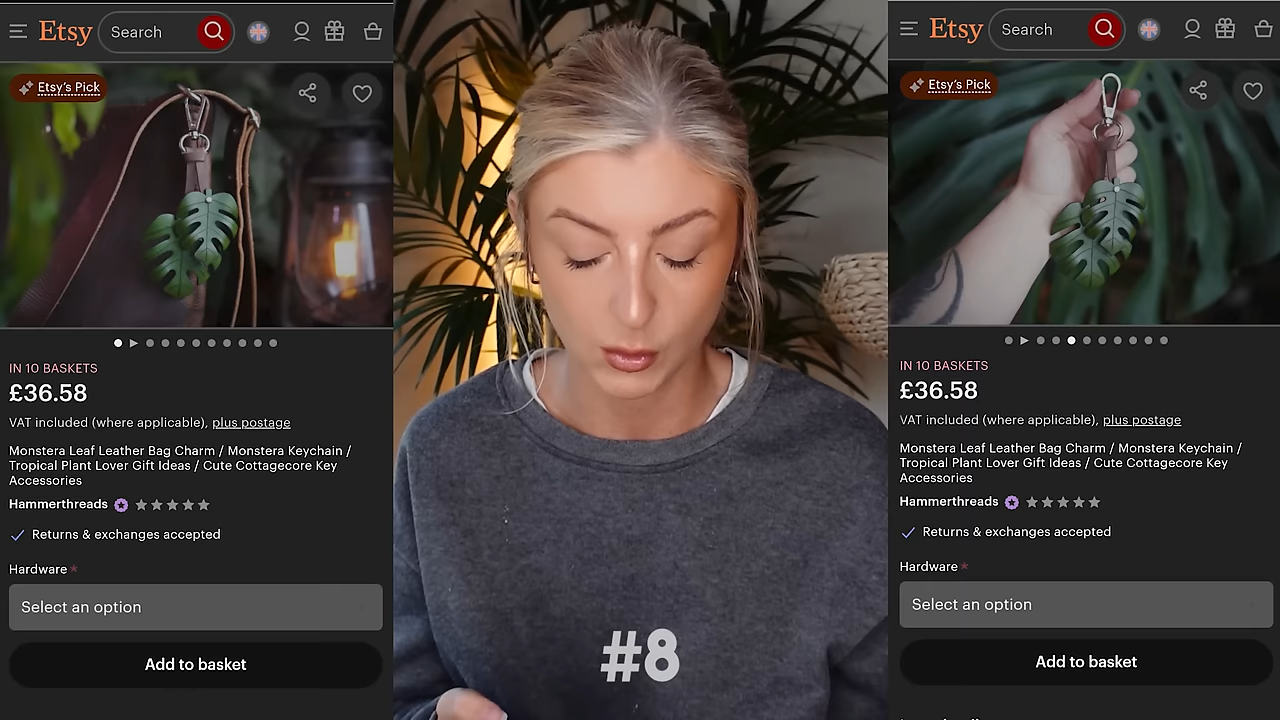 Etsy
Search
Etsy's Pick
IN 10 BASKETS
£36.58
VAT included (where applicable), plus postage
Monstera Leaf Leather Bag Charm / Monstera Keychain /
Tropical Plant Lover Gift Ideas / Cute Cottagecore Key
Accessories
Hammerthreads
Returns & exchanges accepted
Hardware *
Select an option
Add to basket
#8
Etsy
Search
Etsy's Pick
IN 10 BASKETS
£36.58
VAT included (where applicable), plus postage
Monstera Leaf Leather Bag Charm / Monstera Keychain /
Tropical Plant Lover Gift Ideas / Cute Cottagecore Key
Accessories
Hammerthreads
Returns & exchanges accepted
Hardware *
Select an option
Add to basket